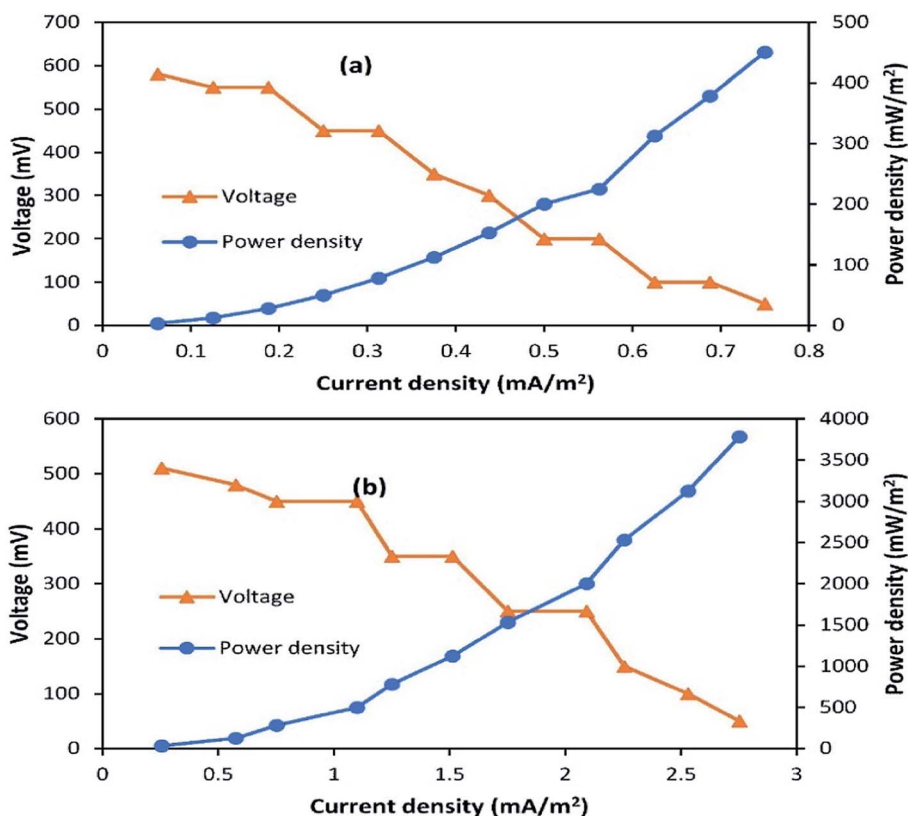 (a)
Voltage (mV)
700
600
500
400
300
200
100
0
Voltage
Power density
Power density (mW/m²)
500
400
300
200
100
0
0 0.1 0.2 0.3 0.4 0.5 0.6 0.7 0.8
Current density (mA/m²)
(b)
Voltage (mV)
600
500
400
300
200
100
0
Voltage
Power density
Power density (mW/m²)
4000
3500
3000
2500
2000
1500
1000
500
0
0 0.5 1 1.5 2 2.5 3
Current density (mA/m²)